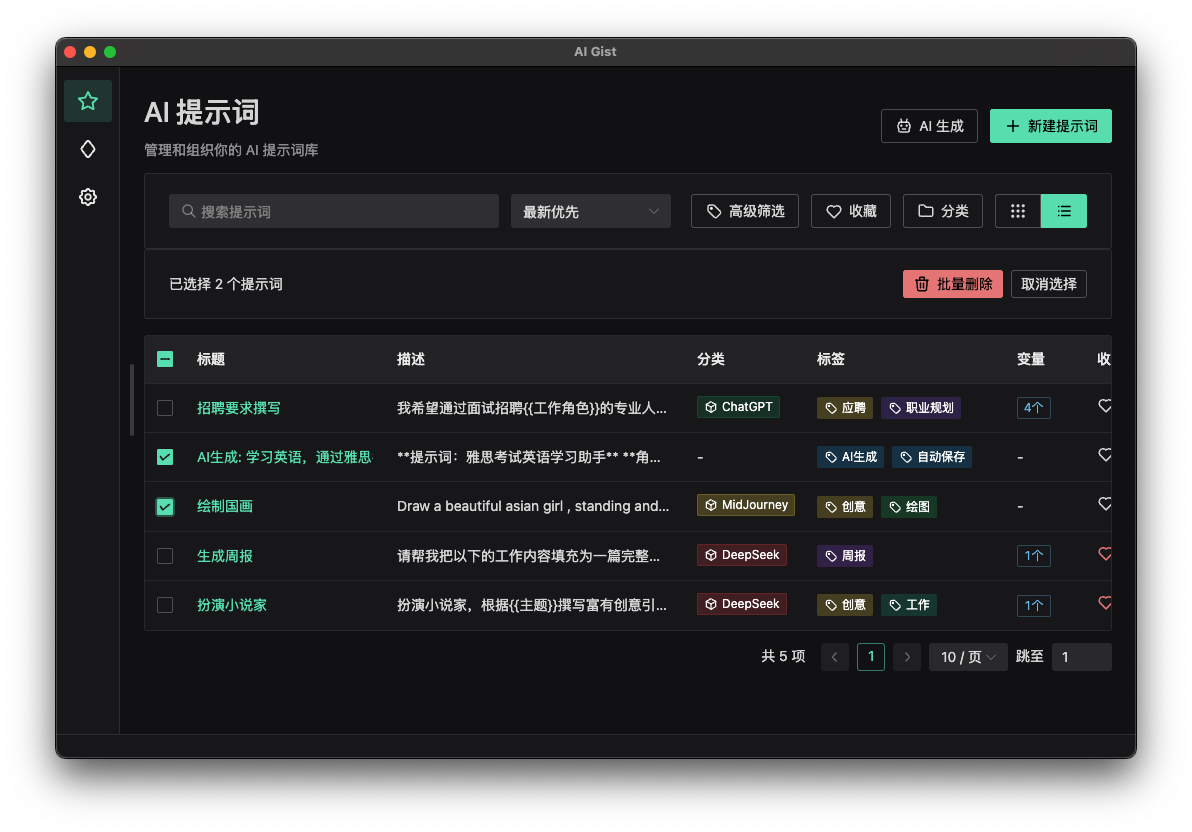 AI Gist
AI 提示词
管理和组织你的 AI 提示词库
AI 生成
新建提示词
搜索提示词
最新优先
高级筛选
收藏
分类
已选择 2 个提示词
批量删除
取消选择
标题 描述 分类 标签 变量 收
招聘要求撰写 我希望通过面试招聘{{工作角色}}的专业人... ChatGPT 应聘 职业规划 4个
AI生成: 学习英语，通过雅思 **提示词：雅思考试英语学习助手** **角... - AI生成 自动保存 -
绘制国画 Draw a beautiful asian girl , standing and... MidJourney 创意 绘图 -
生成周报 请帮我把以下的工作内容填充为一篇完整... DeepSeek 周报 1个
扮演小说家 扮演小说家，根据{{主题}}撰写富有创意引... DeepSeek 创意 工作 1个
共 5 项 1 10 / 页 跳至 1